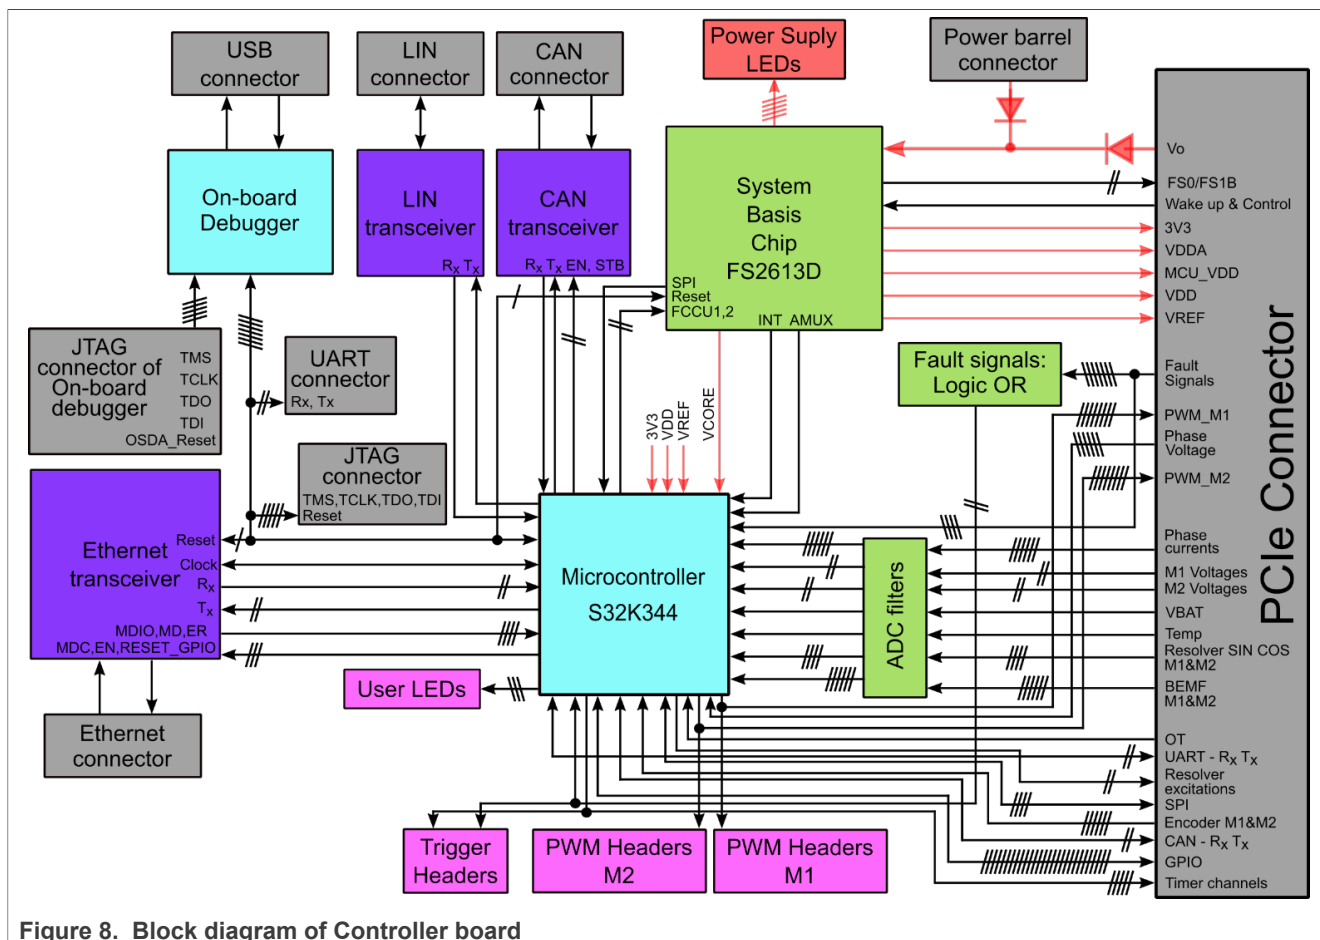 USB
connector
LIN
connector
CAN
connector
Power Suply
LEDs
Power barrel
connector
On-board
Debugger
LIN
transceiver
Rx Tx
CAN
transceiver
Rx Tx EN, STB
System
Basis
Chip
FS2613D
SPI
Reset
FCCU1,2
INT AMUX
Vo
FS0/FS1B
Wake up & Control
3V3
VDDA
MCU_VDD
VDD
VREF
Fault
Signals
PWM_M1
Phase
Voltage
PWM_M2
Phase
currents
M1 Voltages
M2 Voltages
VBAT
Temp
Resolver SIN COS
M1&M2
BEMF
M1&M2
OT
UART - Rx Tx
Resolver
excitations
SPI
Encoder M1&M2
CAN - Rx Tx
GPIO
Timer channels
PCIe Connector
JTAG
connector of
On-board
debugger
TMS
TCLK
TDO
TDI
OSDA_Reset
UART
connector
Rx, Tx
JTAG
connector
TMS,TCLK,TDO,TDI
Reset
Fault signals:
Logic OR
3V3
VDD
VREF
VCORE
Ethernet
transceiver
Reset
Clock
Rx
Tx
MDIO,MD,ER
MDC,EN,RESET_GPIO
Microcontroller
S32K344
ADC filters
User LEDs
Ethernet
connector
Trigger
Headers
PWM Headers
M2
PWM Headers
M1
Figure 8. Block diagram of Controller board